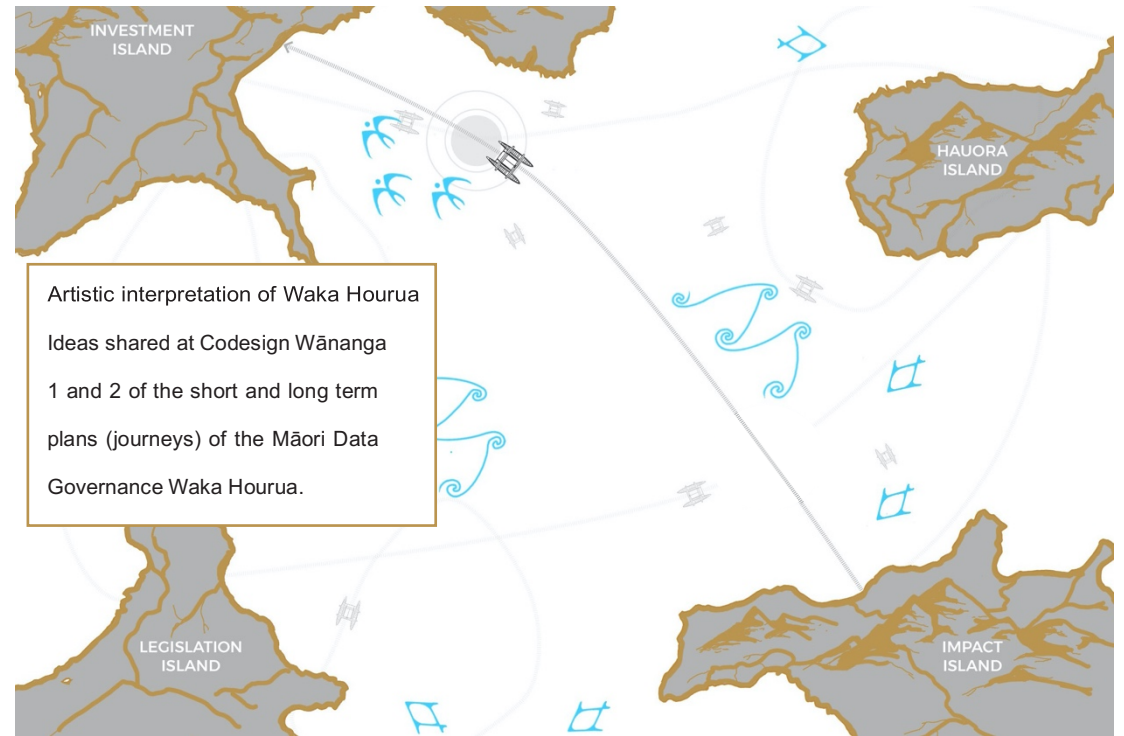 INVESTMENT
ISLAND
HAUORA
ISLAND
Artistic interpretation of Waka Hourua
Ideas shared at Codesign Wānanga
1 and 2 of the short and long term
plans (journeys) of the Māori Data
Governance Waka Hourua.
LEGISLATION
ISLAND
IMPACT
ISLAND